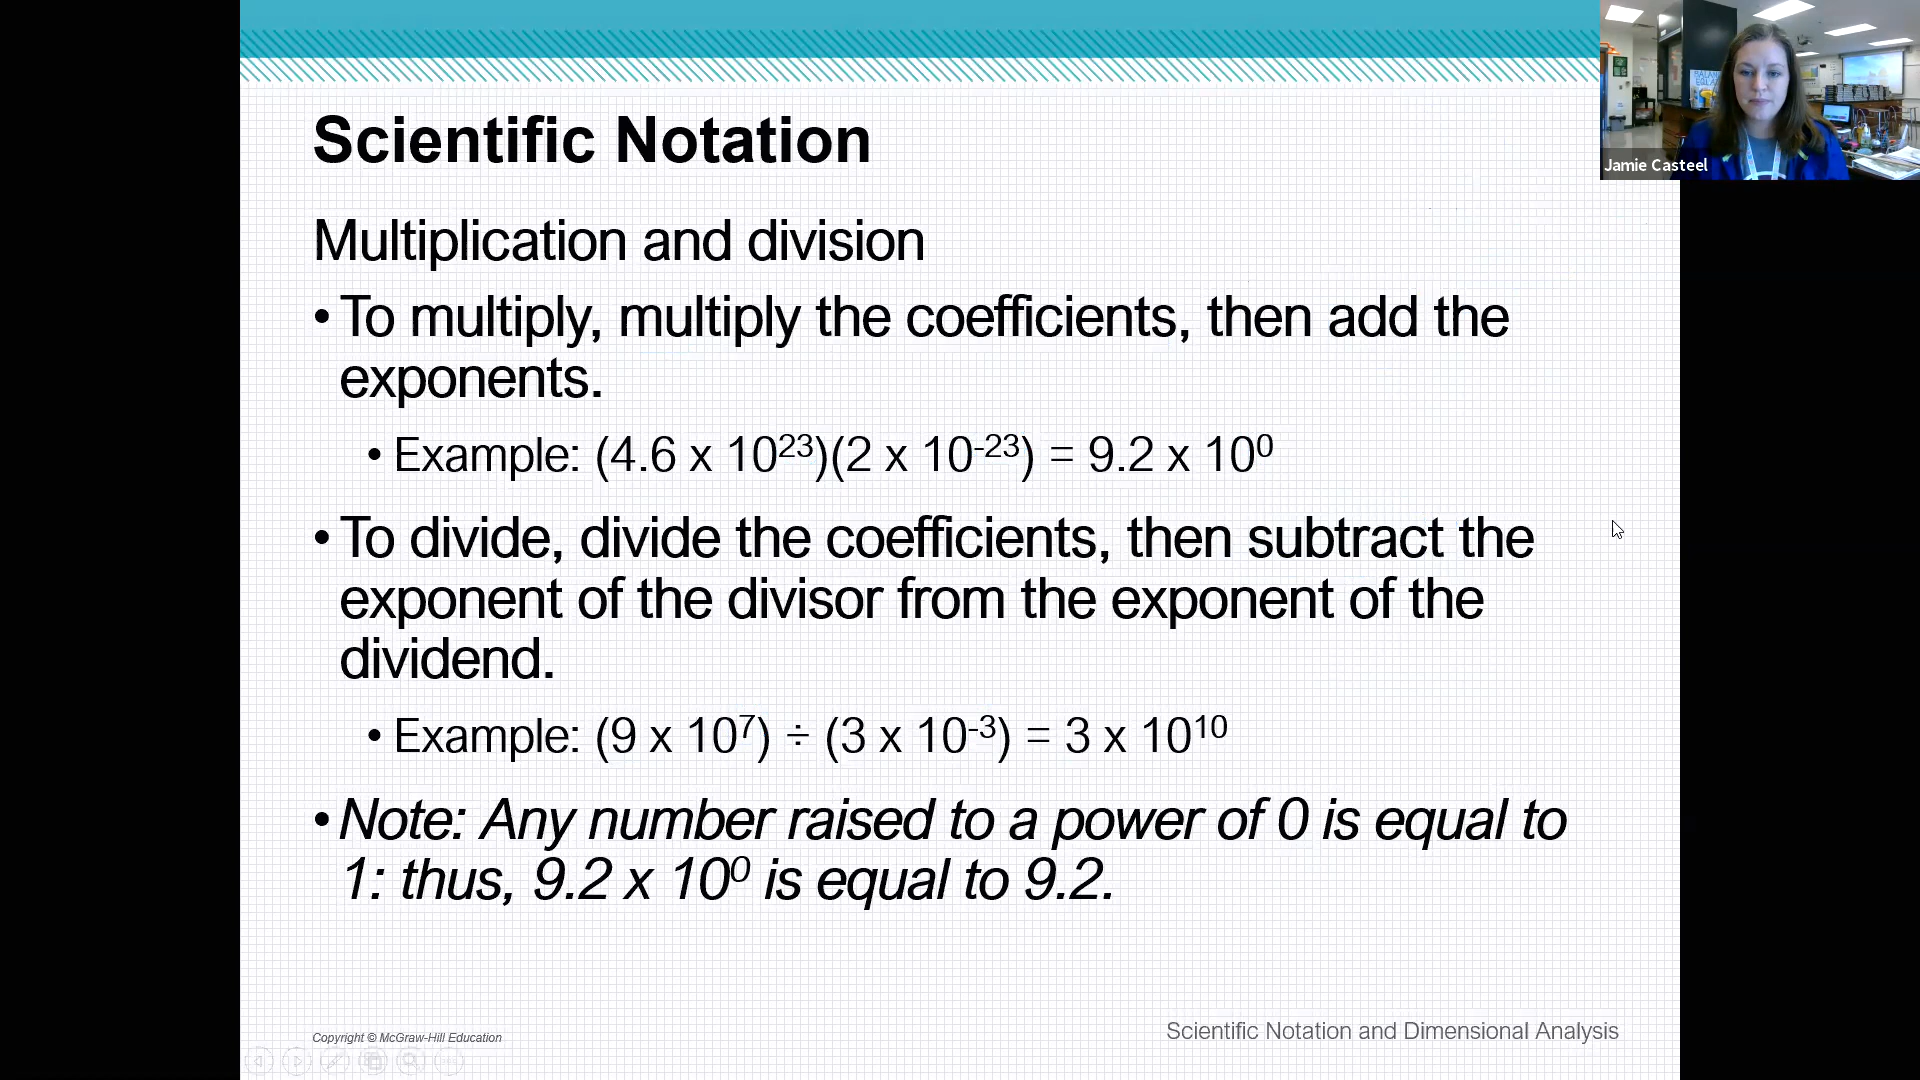 Scientific Notation
Jamie Casteel
Multiplication and division
• To multiply, multiply the coefficients, then add the
exponents.
• Example: (4.6 x 10²³)(2 x 10⁻²³) = 9.2 x 10⁰
• To divide, divide the coefficients, then subtract the
exponent of the divisor from the exponent of the
dividend.
• Example: (9 x 10⁷) ÷ (3 x 10⁻³) = 3 x 10¹⁰
• Note: Any number raised to a power of 0 is equal to
1: thus, 9.2 x 10⁰ is equal to 9.2.
Copyright © McGraw-Hill Education
Scientific Notation and Dimensional Analysis